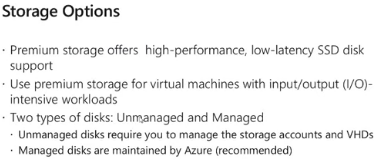 Storage Options
· Premium storage offers high-performance, low-latency SSD disk
support
· Use premium storage for virtual machines with input/output (I/O)-
intensive workloads
· Two types of disks: Unmanaged and Managed
· Unmanaged disks require you to manage the storage accounts and VHDs
· Managed disks are maintained by Azure (recommended)